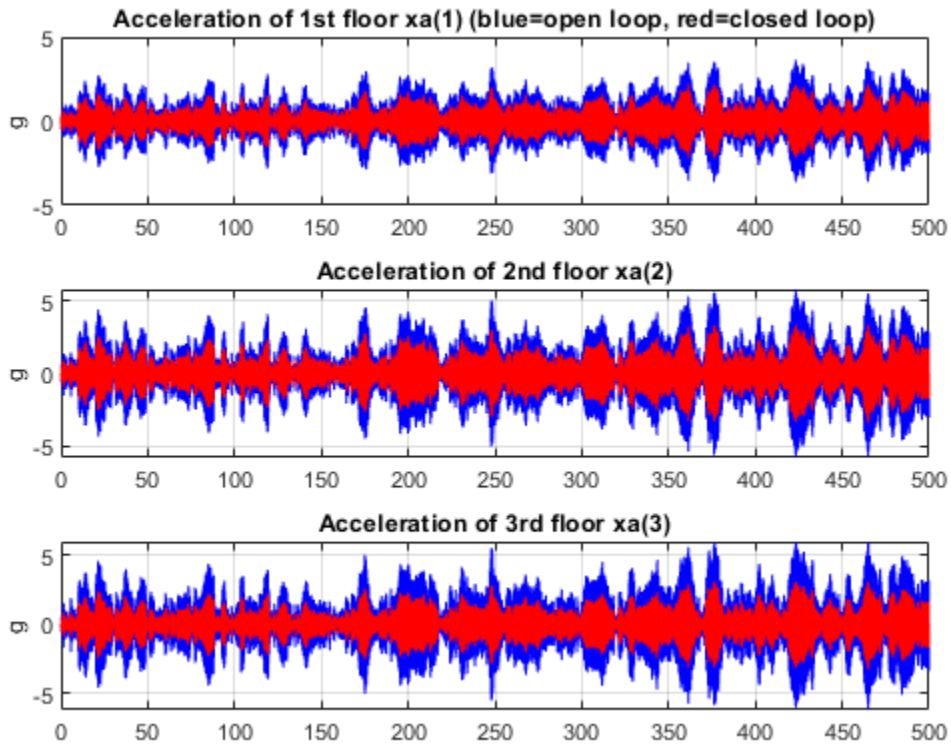 Acceleration of 1st floor xa(1) (blue=open loop, red=closed loop)
5
0
-5
g
0 50 100 150 200 250 300 350 400 450 500
Acceleration of 2nd floor xa(2)
5
0
-5
g
0 50 100 150 200 250 300 350 400 450 500
Acceleration of 3rd floor xa(3)
5
0
-5
g
0 50 100 150 200 250 300 350 400 450 500